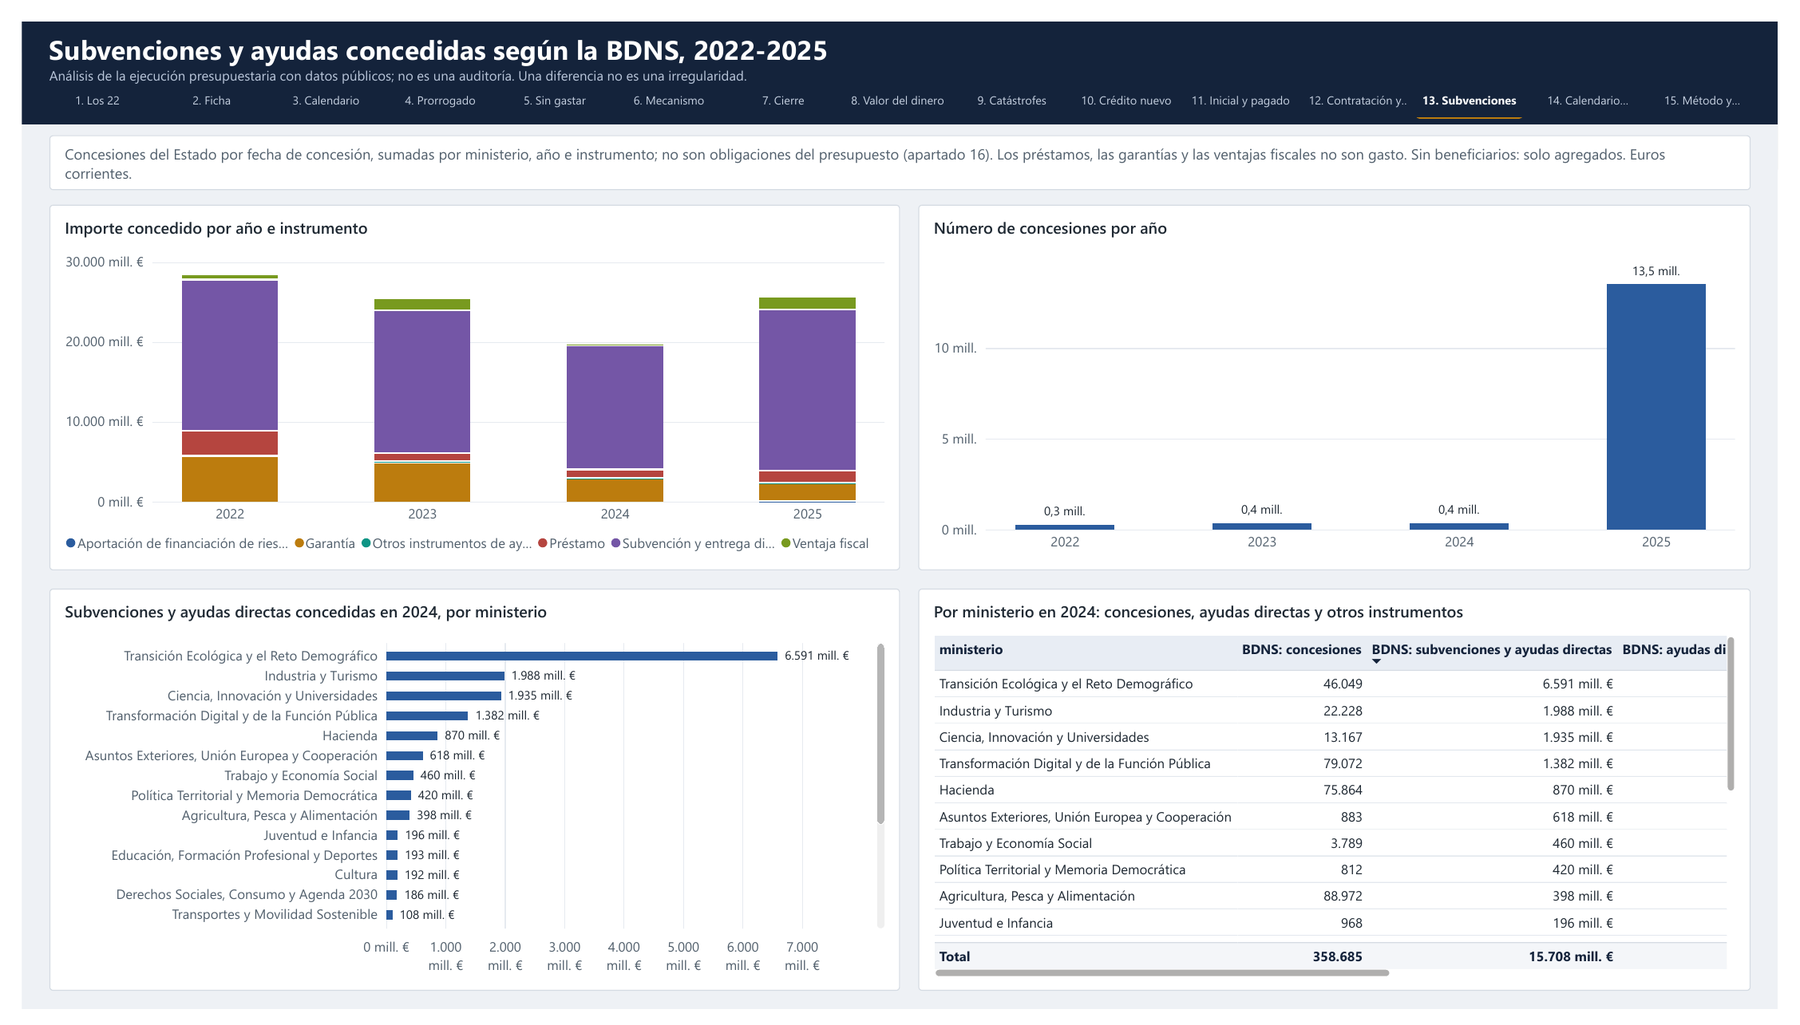 Subvenciones y ayudas concedidas según la BDNS, 2022-2025
Análisis de la ejecución presupuestaria con datos públicos; no es una auditoría. Una diferencia no es una irregularidad.
1. Los 22
2. Ficha
3. Calendario
4. Prorrogado
5. Sin gastar
6. Mecanismo
7. Cierre
8. Valor del dinero
9. Catástrofes
10. Crédito nuevo
11. Inicial y pagado
12. Contratación y..
13. Subvenciones
14. Calendario...
15. Método y...
Concesiones del Estado por fecha de concesión, sumadas por ministerio, año e instrumento; no son obligaciones del presupuesto (apartado 16). Los préstamos, las garantías y las ventajas fiscales no son gasto. Sin beneficiarios: solo agregados. Euros
corrientes.
Importe concedido por año e instrumento
30.000 mill. €
20.000 mill. €
10.000 mill. €
0 mill. €
2022
2023
2024
2025
Aportación de financiación de ries...
Garantía
Otros instrumentos de ay...
Préstamo
Subvención y entrega di...
Ventaja fiscal
Número de concesiones por año
10 mill.
5 mill.
0 mill.
0,3 mill.
0,4 mill.
0,4 mill.
13,5 mill.
2022
2023
2024
2025
Subvenciones y ayudas directas concedidas en 2024, por ministerio
Transición Ecológica y el Reto Demográfico 6.591 mill. €
Industria y Turismo 1.988 mill. €
Ciencia, Innovación y Universidades 1.935 mill. €
Transformación Digital y de la Función Pública 1.382 mill. €
Hacienda 870 mill. €
Asuntos Exteriores, Unión Europea y Cooperación 618 mill. €
Trabajo y Economía Social 460 mill. €
Política Territorial y Memoria Democrática 420 mill. €
Agricultura, Pesca y Alimentación 398 mill. €
Juventud e Infancia 196 mill. €
Educación, Formación Profesional y Deportes 193 mill. €
Cultura 192 mill. €
Derechos Sociales, Consumo y Agenda 2030 186 mill. €
Transportes y Movilidad Sostenible 108 mill. €
0 mill. € 1.000 2.000 3.000 4.000 5.000 6.000 7.000
mill. € mill. € mill. € mill. € mill. € mill. € mill. €
Por ministerio en 2024: concesiones, ayudas directas y otros instrumentos
ministerio BDNS: concesiones BDNS: subvenciones y ayudas directas BDNS: ayudas di
Transición Ecológica y el Reto Demográfico 46.049 6.591 mill. €
Industria y Turismo 22.228 1.988 mill. €
Ciencia, Innovación y Universidades 13.167 1.935 mill. €
Transformación Digital y de la Función Pública 79.072 1.382 mill. €
Hacienda 75.864 870 mill. €
Asuntos Exteriores, Unión Europea y Cooperación 883 618 mill. €
Trabajo y Economía Social 3.789 460 mill. €
Política Territorial y Memoria Democrática 812 420 mill. €
Agricultura, Pesca y Alimentación 88.972 398 mill. €
Juventud e Infancia 968 196 mill. €
Total 358.685 15.708 mill. €